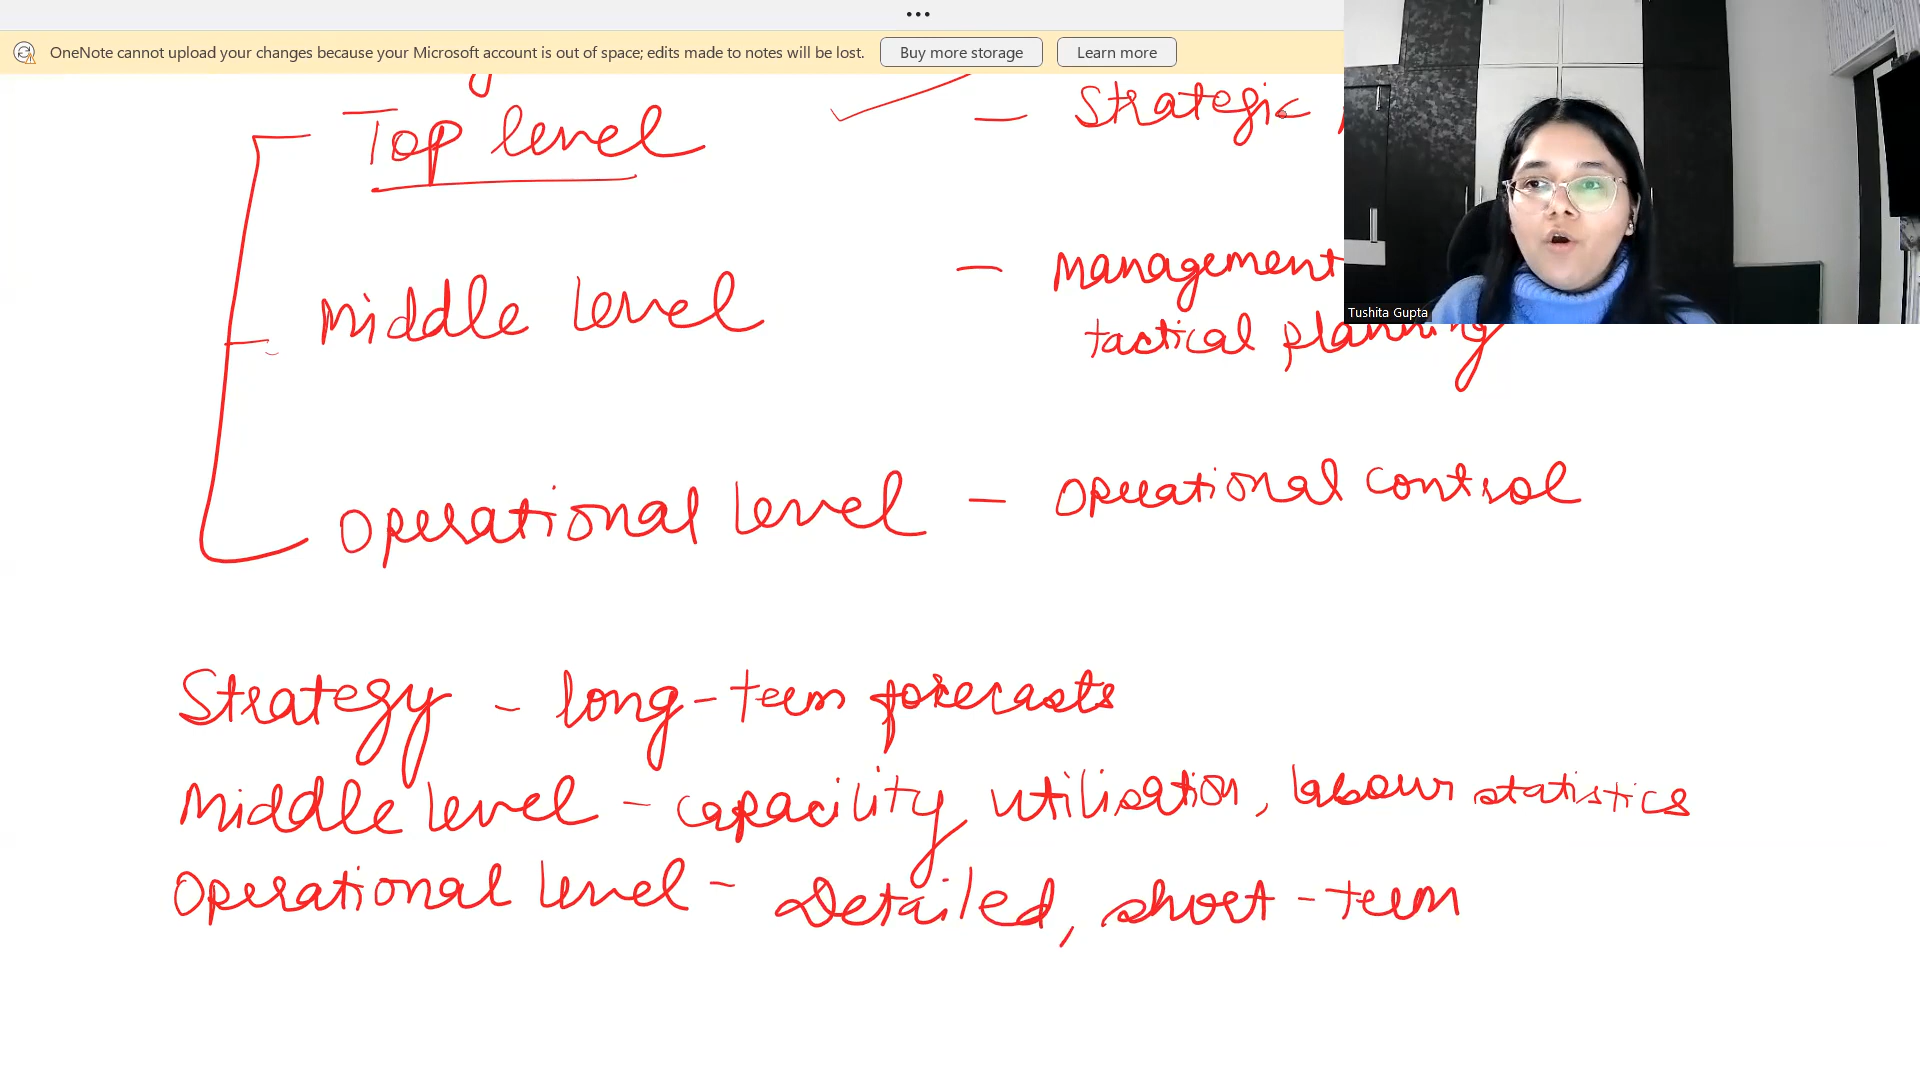 •••
OneNote cannot upload your changes because your Microsoft account is out of space; edits made to notes will be lost. Buy more storage Learn more
Top level – Strategic
Tushita Gupta
Middle level – Management
tactical planning
Operational level – Operational control
Strategy – long-term forecasts
Middle level – capacility utilisation, labour statistics
Operational level – Detailed, short-term